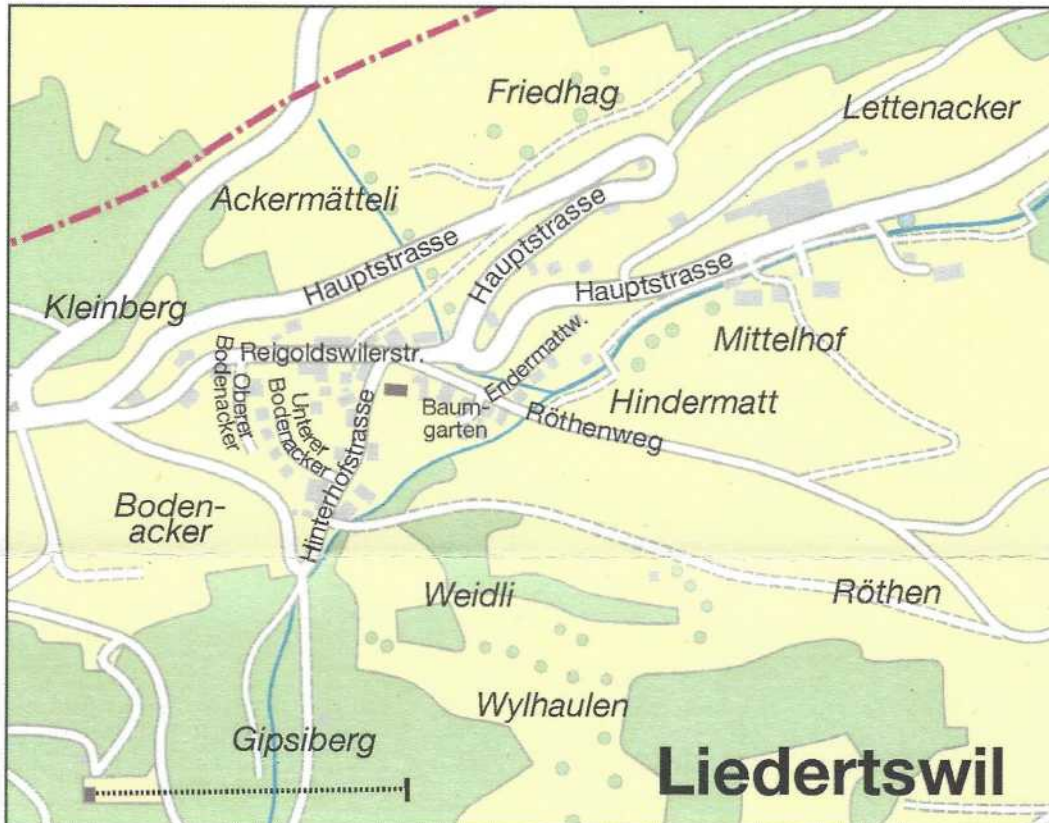 Friedhag
Lettenacker
Ackermätteli
Hauptstrasse
Hauptstrasse
Hauptstrasse
Kleinberg
Mittelhof
Reigoldswilerstr.
Endermattw.
Oberer
Bodenacker
Unterer
Bodenacker
Hinterhofstrasse
Baum-
garten
Hindermatt
Röthenweg
Boden-
acker
Weidli
Röthen
Wylhaulen
Gipsiberg
Liedertswil